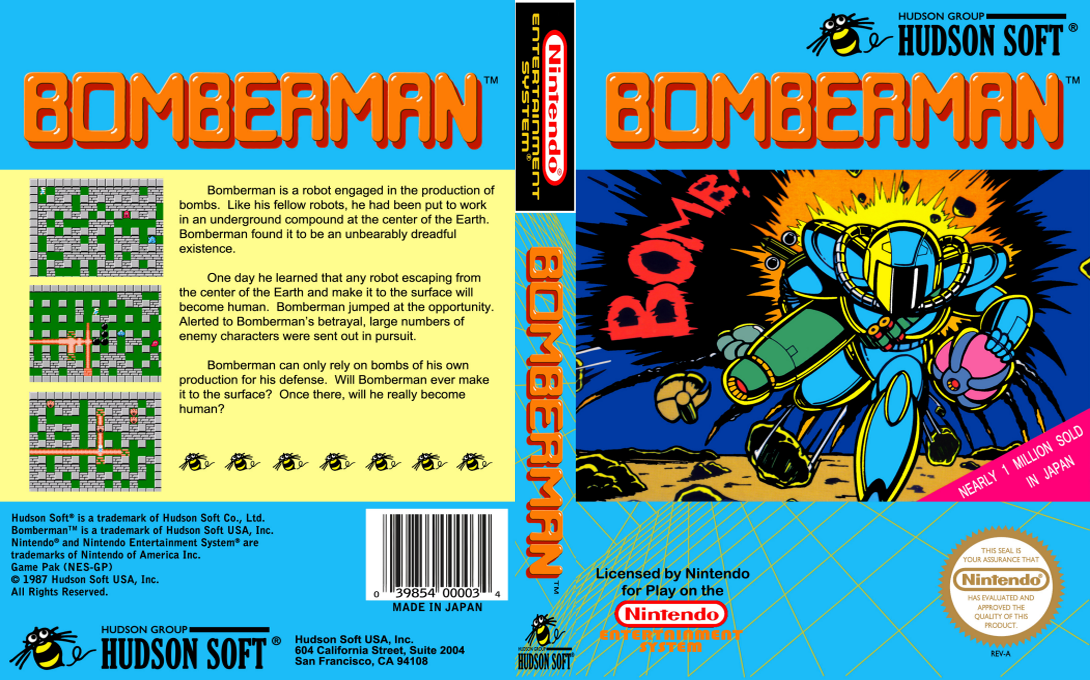 BOMBERMAN™
Bomberman is a robot engaged in the production of
bombs. Like his fellow robots, he had been put to work
in an underground compound at the center of the Earth.
Bomberman found it to be an unbearably dreadful
existence.
One day he learned that any robot escaping from
the center of the Earth and make it to the surface will
become human. Bomberman jumped at the opportunity.
Alerted to Bomberman's betrayal, large numbers of
enemy characters were sent out in pursuit.
Bomberman can only rely on bombs of his own
production for his defense. Will Bomberman ever make
it to the surface? Once there, will he really become
human?
Hudson Soft® is a trademark of Hudson Soft Co., Ltd.
Bomberman™ is a trademark of Hudson Soft USA, Inc.
Nintendo® and Nintendo Entertainment System® are
trademarks of Nintendo of America Inc.
Game Pak (NES-GP)
© 1987 Hudson Soft USA, Inc.
All Rights Reserved.
0 39854 00003 4
MADE IN JAPAN
HUDSON GROUP
HUDSON SOFT®
Hudson Soft USA, Inc.
604 California Street, Suite 2004
San Francisco, CA 94108
Nintendo®
ENTERTAINMENT
SYSTEM®
BOMBERMAN™
HUDSON GROUP
HUDSON SOFT®
HUDSON GROUP
HUDSON SOFT®
BOMBERMAN™
BOMB!
NEARLY 1 MILLION SOLD
IN JAPAN
Licensed by Nintendo
for Play on the
Nintendo
ENTERTAINMENT
SYSTEM
THIS SEAL IS
YOUR ASSURANCE THAT
Nintendo®
HAS EVALUATED AND
APPROVED THE
QUALITY OF THIS
PRODUCT.
REV-A